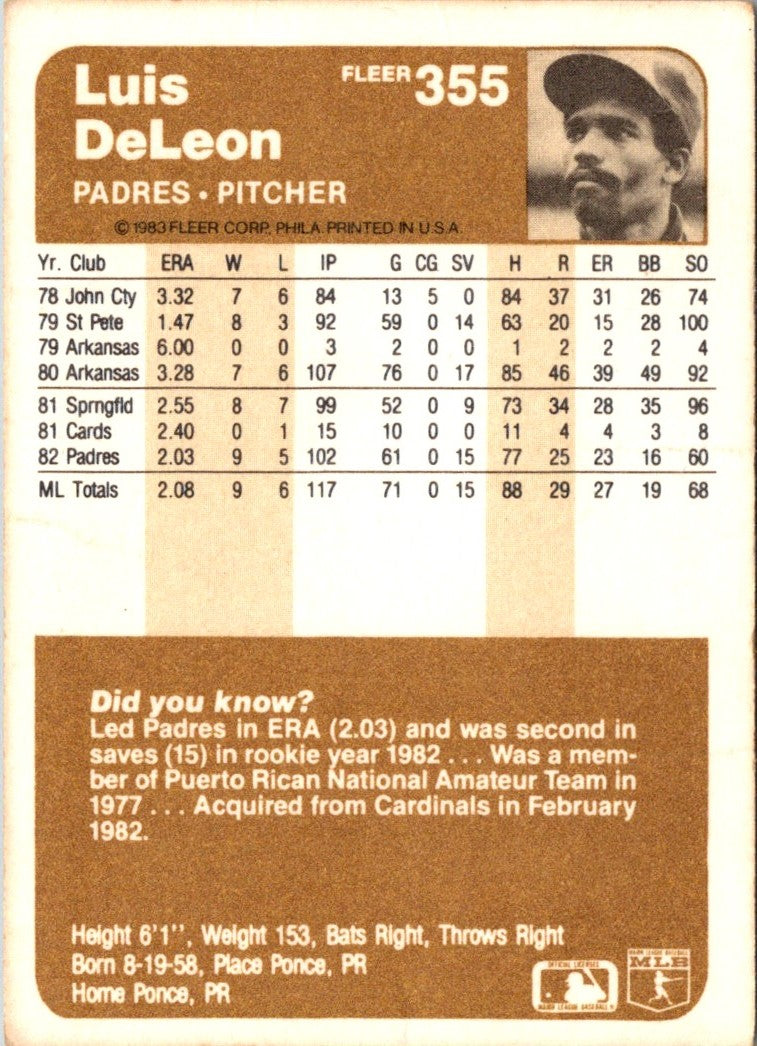 Luis
DeLeon
FLEER 355
PADRES • PITCHER
© 1983 FLEER CORP. PHILA. PRINTED IN U.S.A.
Yr. Club ERA W L IP G CG SV H R ER BB SO
78 John Cty 3.32 7 6 84 13 5 0 84 37 31 26 74
79 St Pete 1.47 8 3 92 59 0 14 63 20 15 28 100
79 Arkansas 6.00 0 0 3 2 0 0 1 2 2 2 4
80 Arkansas 3.28 7 6 107 76 0 17 85 46 39 49 92
81 Sprngfld 2.55 8 7 99 52 0 9 73 34 28 35 96
81 Cards 2.40 0 1 15 10 0 0 11 4 4 3 8
82 Padres 2.03 9 5 102 61 0 15 77 25 23 16 60
ML Totals 2.08 9 6 117 71 0 15 88 29 27 19 68
Did you know?
Led Padres in ERA (2.03) and was second in
saves (15) in rookie year 1982 . . . Was a mem-
ber of Puerto Rican National Amateur Team in
1977 . . . Acquired from Cardinals in February
1982.
Height 6'1'', Weight 153, Bats Right, Throws Right
Born 8-19-58, Place Ponce, PR
Home Ponce, PR
OFFICIAL LICENSEE
MAJOR LEAGUE BASEBALL
MAJOR LEAGUE BASEBALL
MLB